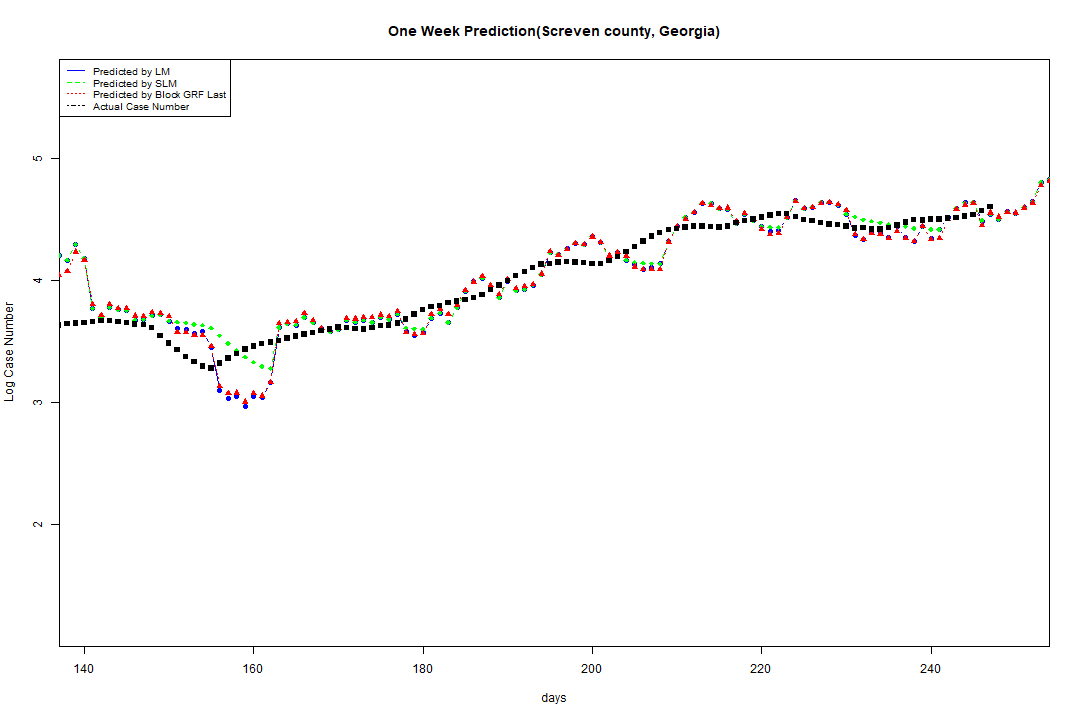 One Week Prediction(Screven county, Georgia)
Predicted by LM
Predicted by SLM
Predicted by Block GRF Last
Actual Case Number
5
4
3
2
Log Case Number
140 160 180 200 220 240
days